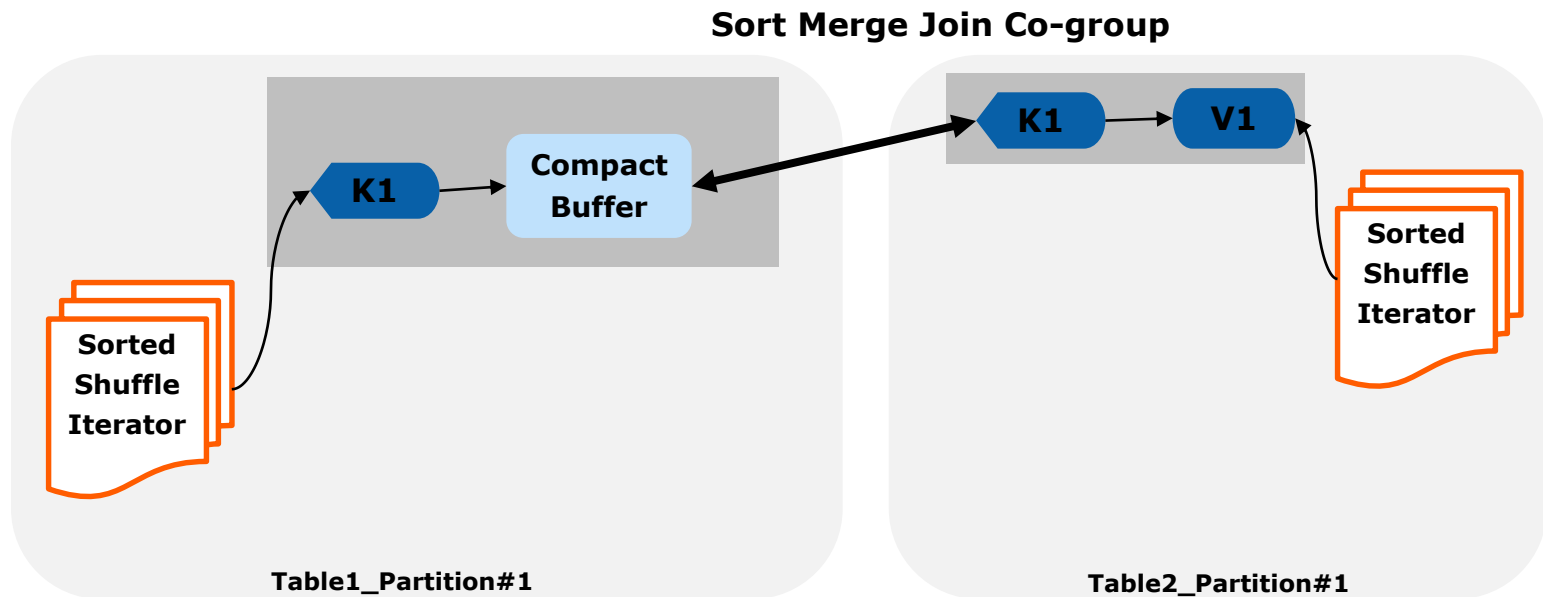 Sort Merge Join Co-group
K1
Compact
Buffer
Sorted
Shuffle
Iterator
Table1_Partition#1
K1
V1
Sorted
Shuffle
Iterator
Table2_Partition#1